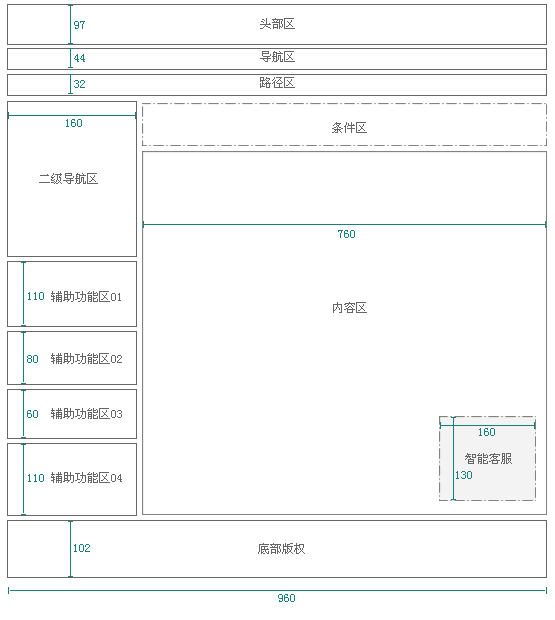 97
头部区
44
导航区
32
路径区
160
条件区
二级导航区
760
110 辅助功能区01
内容区
80 辅助功能区02
60 辅助功能区03
160
智能客服
130
110 辅助功能区04
102
底部版权
960